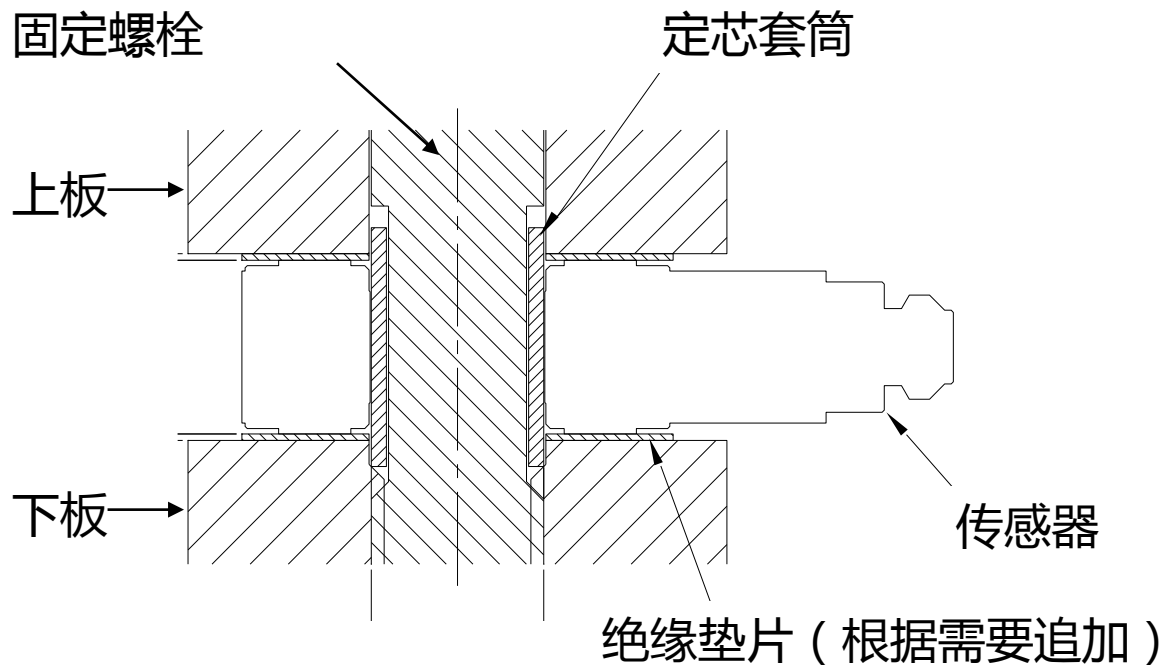 固定螺栓
定芯套筒
上板
下板
传感器
绝缘垫片（根据需要追加）